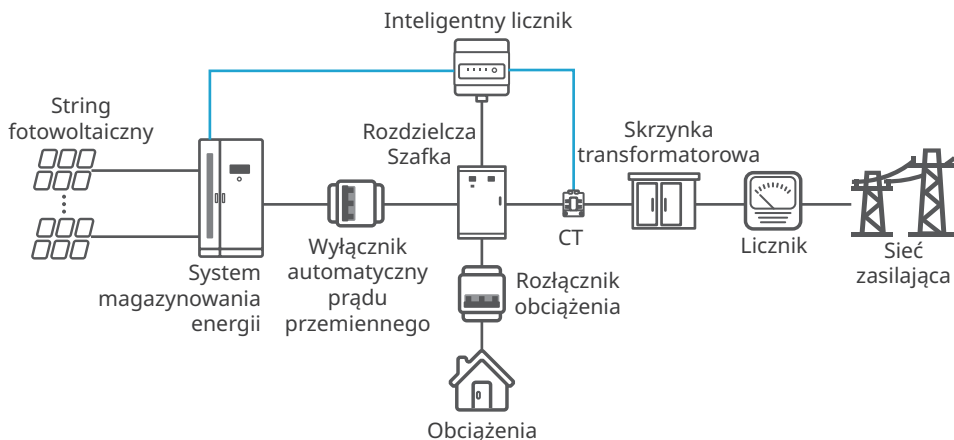 Inteligentny licznik
String
fotowoltaiczny
Rozdzielcza
Szafka
Skrzynka
transformatorowa
System
magazynowania
energii
Wyłącznik
automatyczny
prądu
przemiennego
CT
Licznik
Sieć
zasilająca
Rozłącznik
obciążenia
Obciążenia